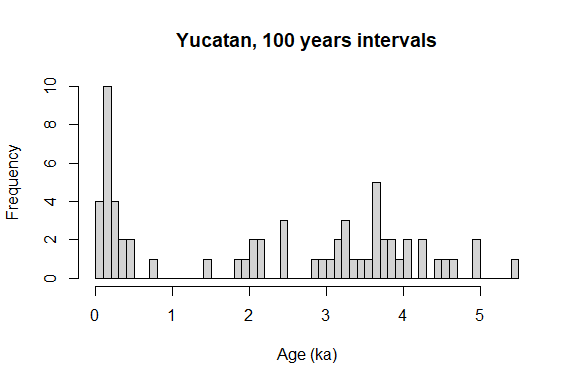 Yucatan, 100 years intervals
Frequency
10
8
6
4
2
0
0 1 2 3 4 5
Age (ka)